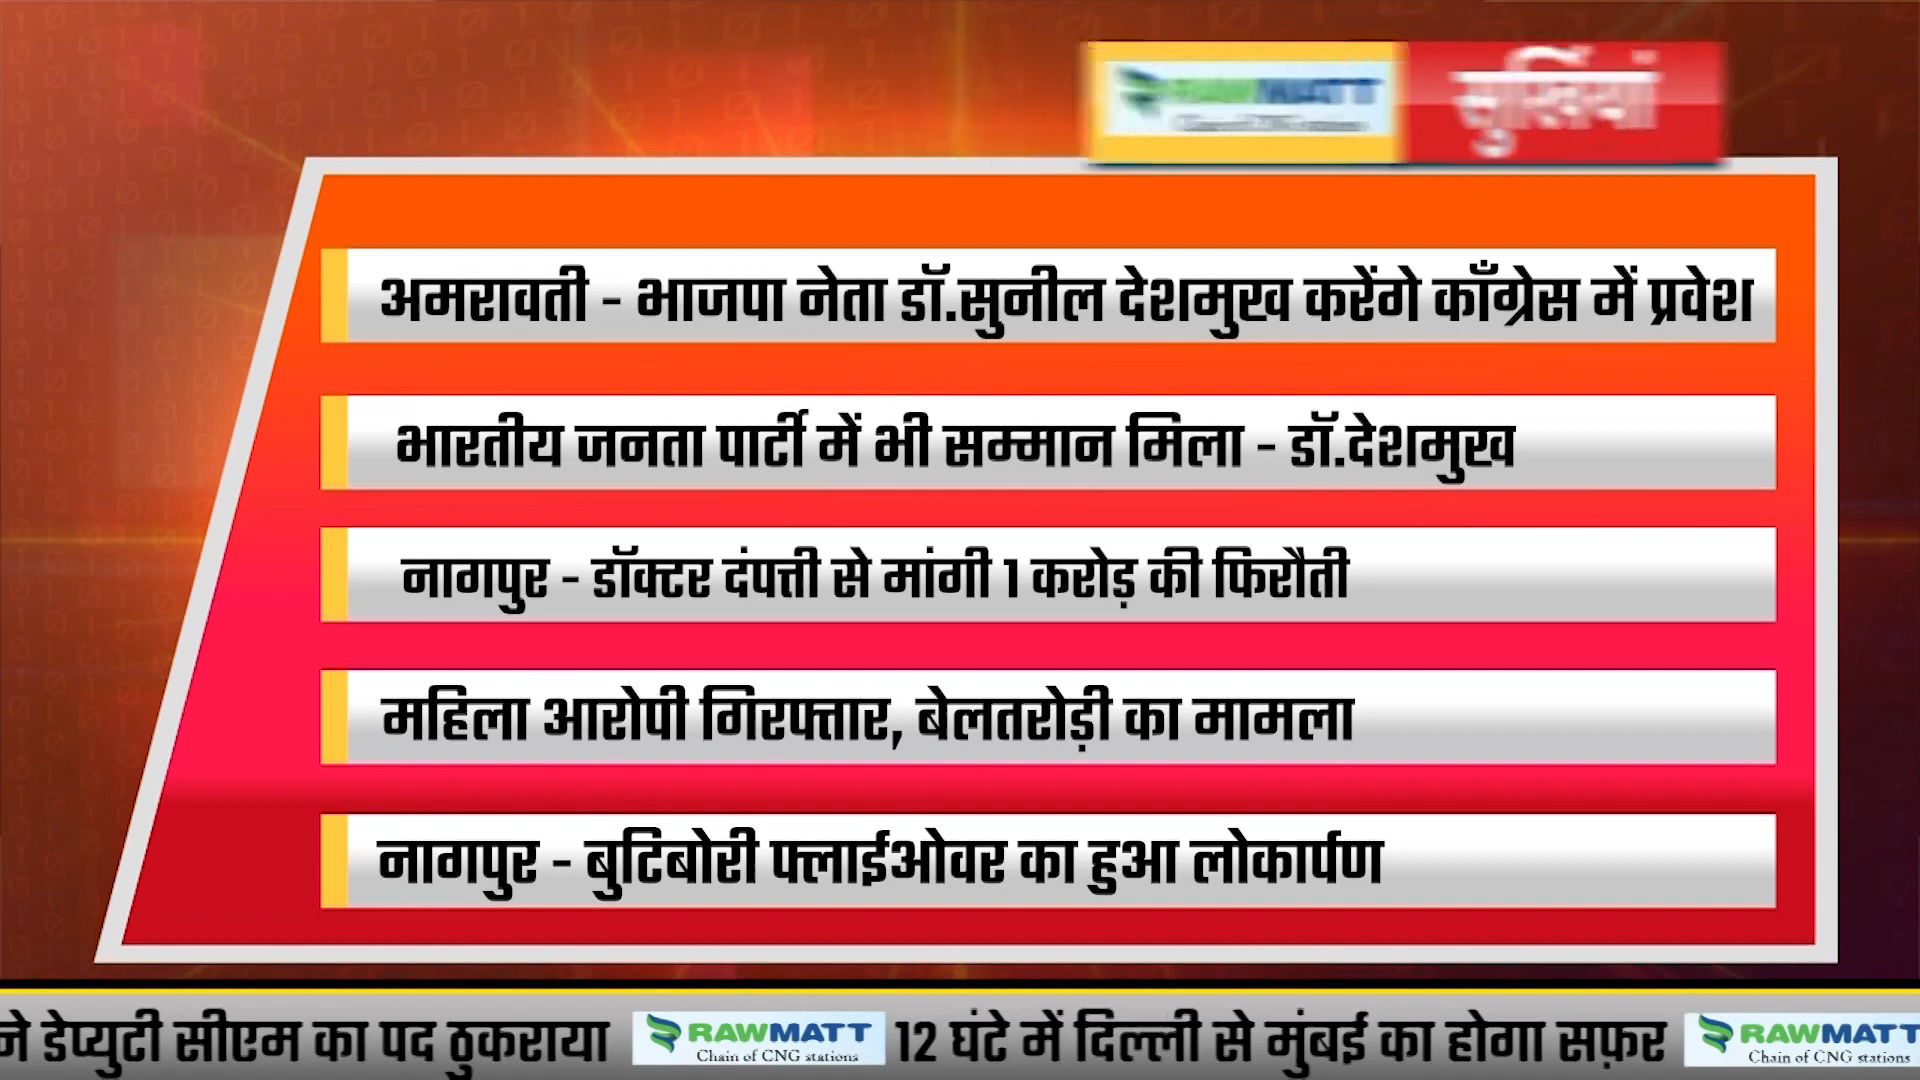 RAWMATT सुर्खियां
अमरावती - भाजपा नेता डॉ.सुनील देशमुख करेंगे काँग्रेस में प्रवेश
भारतीय जनता पार्टी में भी सम्मान मिला - डॉ.देशमुख
नागपुर - डॉक्टर दंपत्ती से मांगी 1 करोड़ की फिरौती
महिला आरोपी गिरफ्तार, बेलतरोड़ी का मामला
नागपुर - बुटिबोरी फ्लाईओवर का हुआ लोकार्पण
ने डेप्युटी सीएम का पद ठुकराया RAWMATT Chain of CNG stations 12 घंटे में दिल्ली से मुंबई का होगा सफ़र RAWMATT Chain of CNG stations